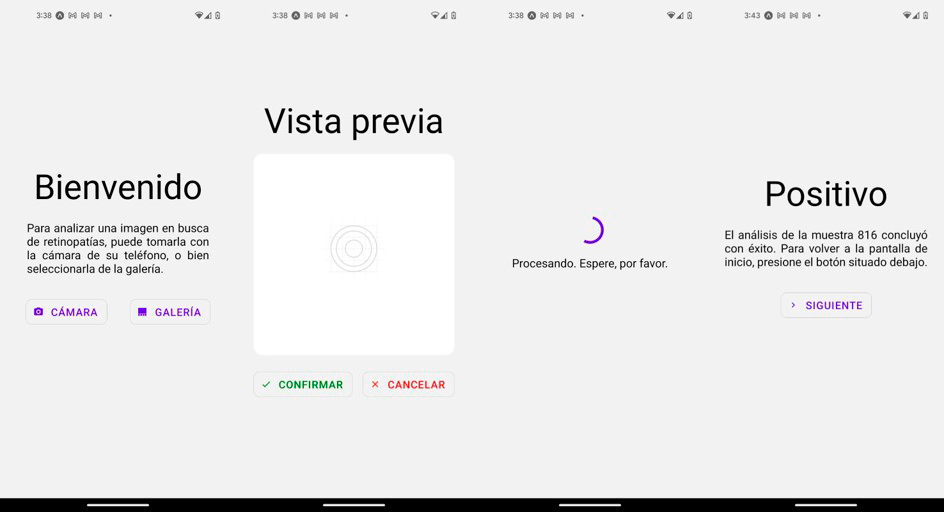 3:38
Bienvenido
Para analizar una imagen en busca
de retinopatías, puede tomarla con
la cámara de su teléfono, o bien
seleccionarla de la galería.
CÁMARA
GALERÍA
3:38
Vista previa
CONFIRMAR
CANCELAR
3:38
Procesando. Espere, por favor.
3:43
Positivo
El análisis de la muestra 816 concluyó
con éxito. Para volver a la pantalla de
inicio, presione el botón situado debajo.
SIGUIENTE